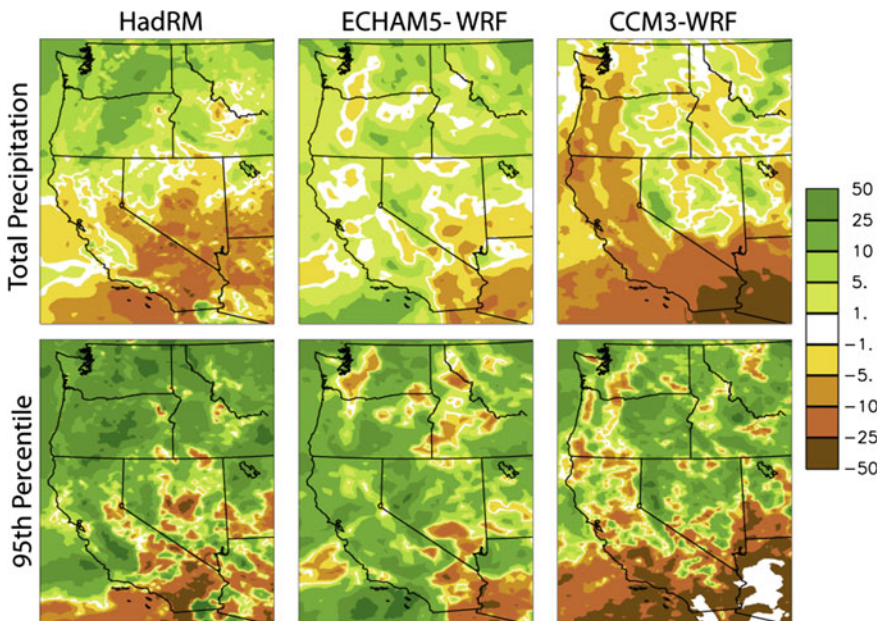 HadRM
ECHAM5- WRF
CCM3-WRF
Total Precipitation
95th Percentile
50
25
10
5.
1.
-1.
-5.
-10
-25
-50